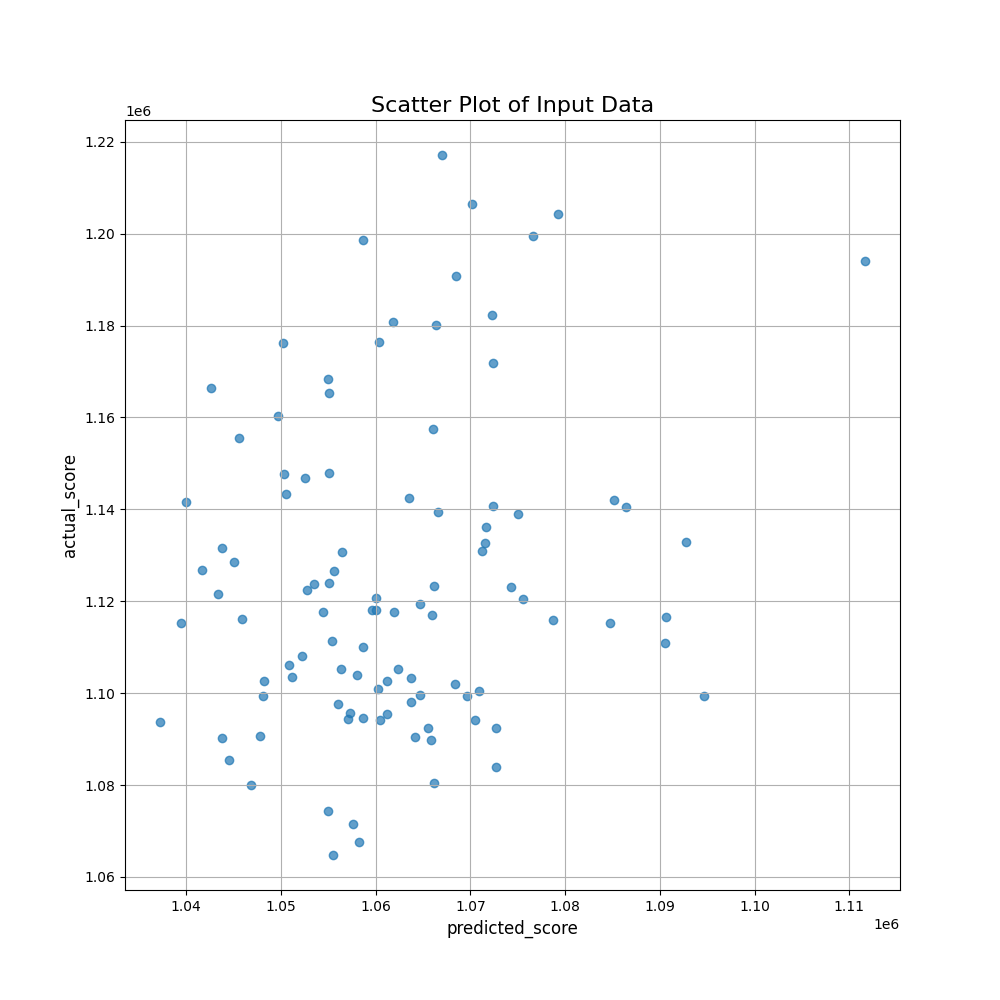 Scatter Plot of Input Data
1e6
1.22
1.20
1.18
1.16
1.14
1.12
1.10
1.08
1.06
actual_score
1.04 1.05 1.06 1.07 1.08 1.09 1.10 1.11
1e6
predicted_score